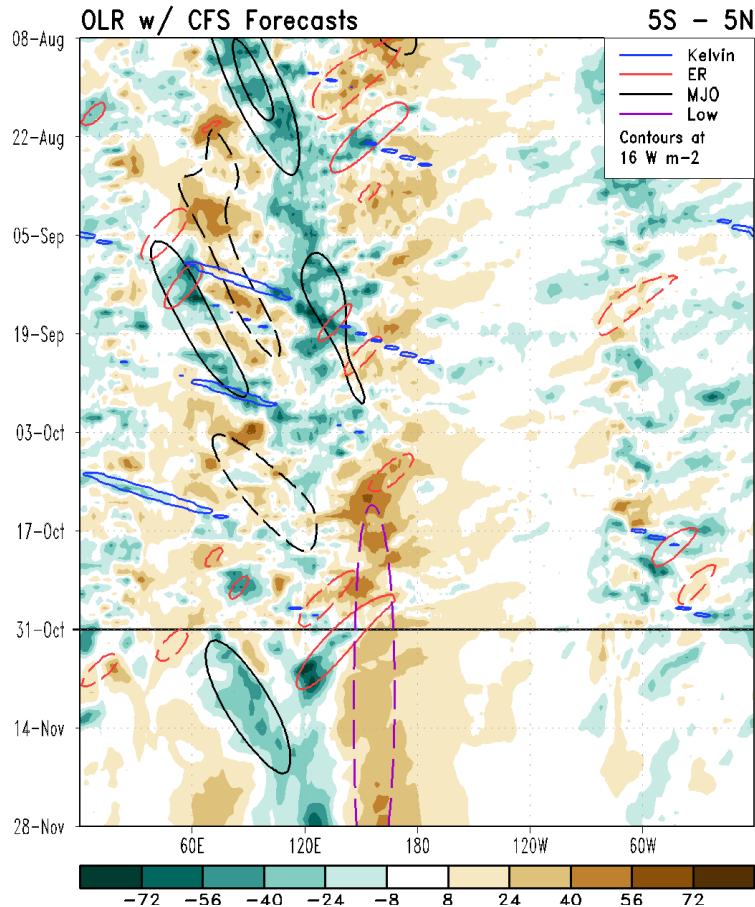 OLR w/ CFS Forecasts 5S - 5N
08-Aug
22-Aug
05-Sep
19-Sep
03-Oct
17-Oct
31-Oct
14-Nov
28-Nov
Kelvin
ER
MJO
Low
Contours at
16 W m-2
60E 120E 180 120W 60W
-72 -56 -40 -24 -8 8 24 40 56 72